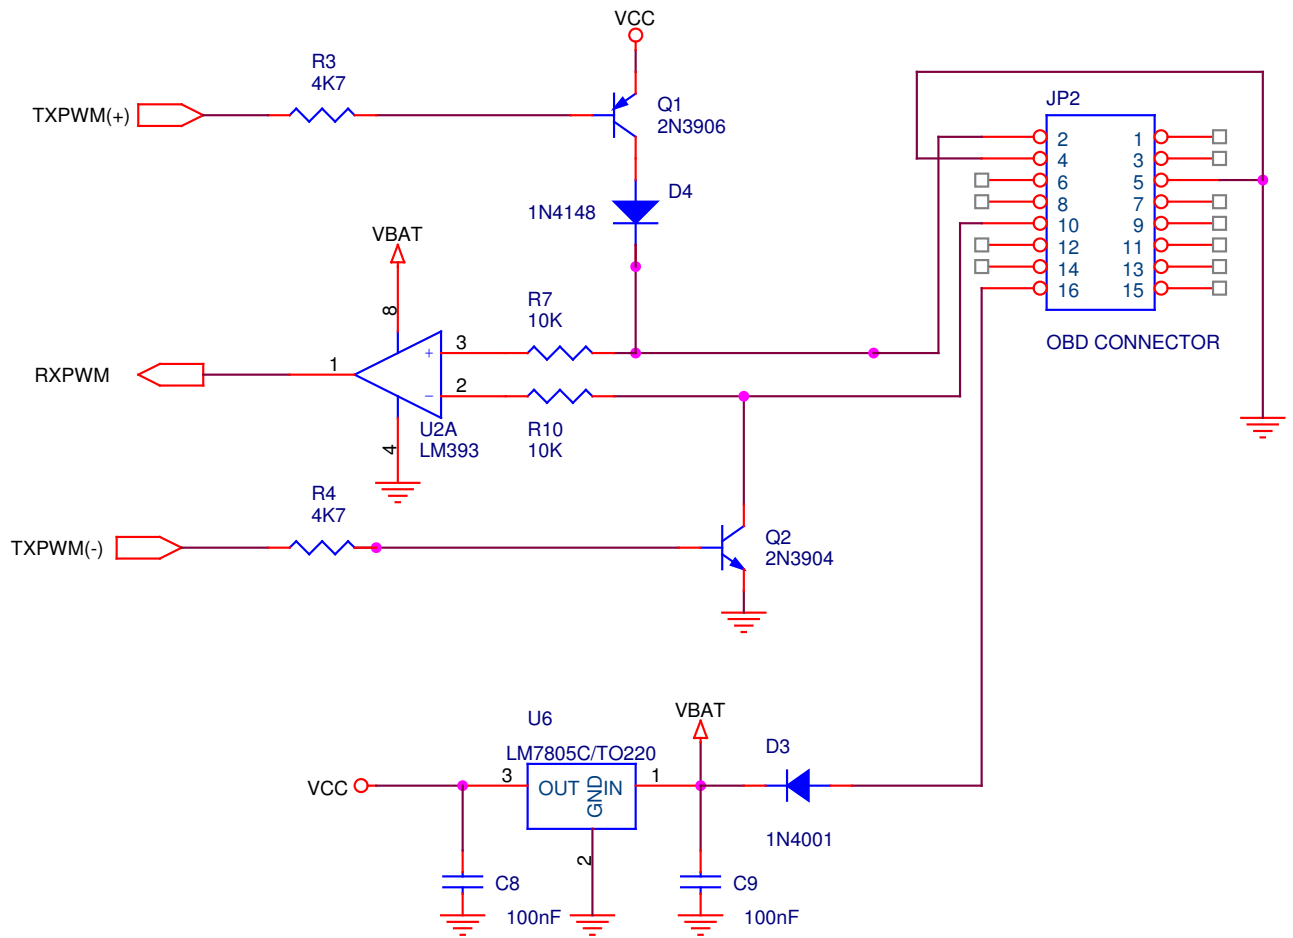 VCC
R3
4K7
TXPWM(+)
Q1
2N3906
JP2
2 1
4 3
6 5
8 7
10 9
12 11
14 13
16 15
OBD CONNECTOR
D4
1N4148
VBAT
8
R7
10K
3
+
1
RXPWM
2
−
U2A
LM393
R10
10K
4
R4
4K7
TXPWM(-)
Q2
2N3904
VBAT
U6
LM7805C/TO220
D3
VCC
3
OUT GND IN
1
1N4001
2
C8
100nF
C9
100nF